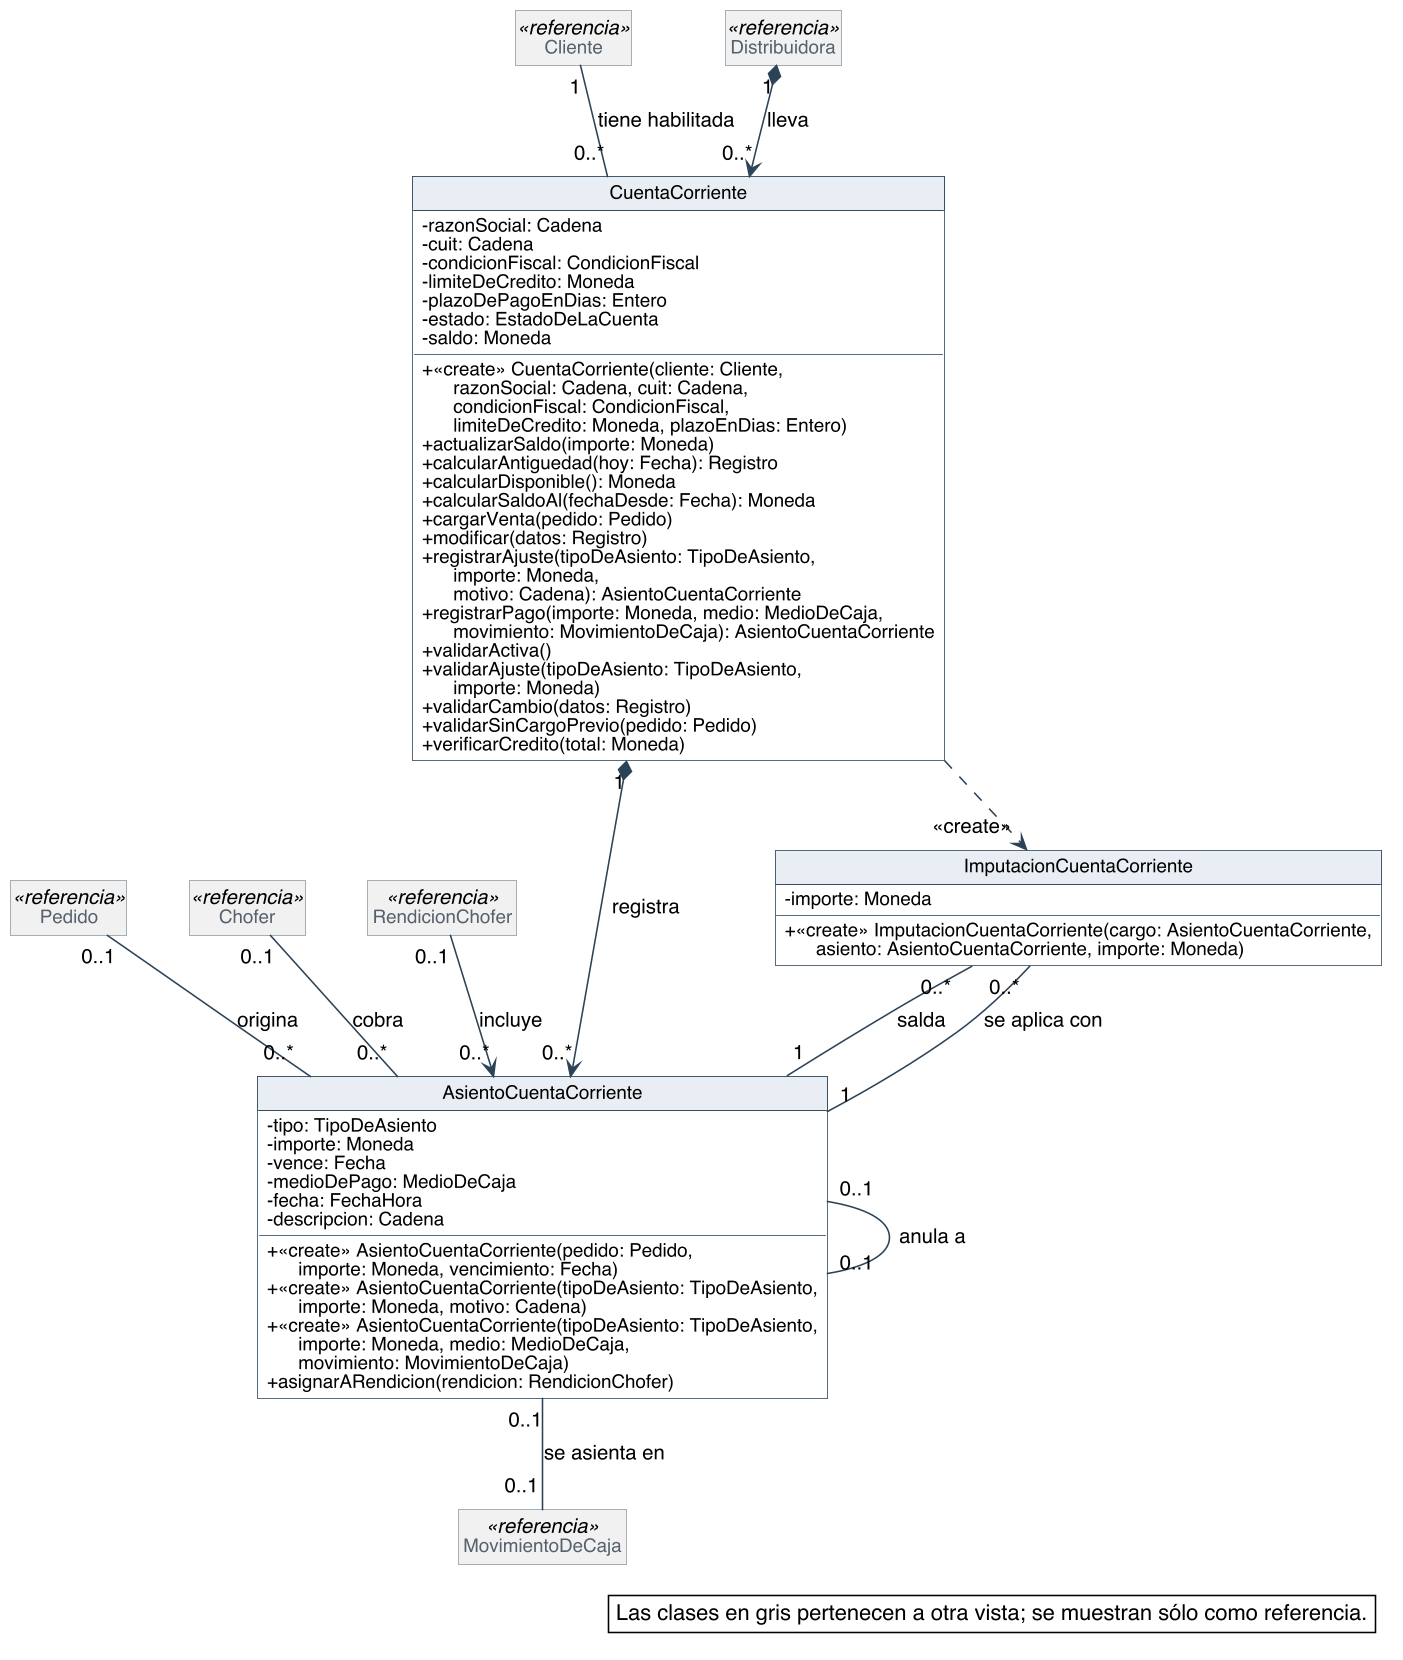 «referencia»
Cliente
«referencia»
Distribuidora
1
1
tiene habilitada
lleva
0..*
0..*
CuentaCorriente
-razonSocial: Cadena
-cuit: Cadena
-condicionFiscal: CondicionFiscal
-limiteDeCredito: Moneda
-plazoDePagoEnDias: Entero
-estado: EstadoDeLaCuenta
-saldo: Moneda
+«create» CuentaCorriente(cliente: Cliente,
razonSocial: Cadena, cuit: Cadena,
condicionFiscal: CondicionFiscal,
limiteDeCredito: Moneda, plazoEnDias: Entero)
+actualizarSaldo(importe: Moneda)
+calcularAntiguedad(hoy: Fecha): Registro
+calcularDisponible(): Moneda
+calcularSaldoAl(fechaDesde: Fecha): Moneda
+cargarVenta(pedido: Pedido)
+modificar(datos: Registro)
+registrarAjuste(tipoDeAsiento: TipoDeAsiento,
importe: Moneda,
motivo: Cadena): AsientoCuentaCorriente
+registrarPago(importe: Moneda, medio: MedioDeCaja,
movimiento: MovimientoDeCaja): AsientoCuentaCorriente
+validarActiva()
+validarAjuste(tipoDeAsiento: TipoDeAsiento,
importe: Moneda)
+validarCambio(datos: Registro)
+validarSinCargoPrevio(pedido: Pedido)
+verificarCredito(total: Moneda)
1
«create»
registra
ImputacionCuentaCorriente
-importe: Moneda
+«create» ImputacionCuentaCorriente(cargo: AsientoCuentaCorriente,
asiento: AsientoCuentaCorriente, importe: Moneda)
«referencia»
Pedido
«referencia»
Chofer
«referencia»
RendicionChofer
0..1
0..1
0..1
0..*
0..*
origina
cobra
incluye
salda
se aplica con
0..*
0..*
0..*
0..*
1
1
AsientoCuentaCorriente
-tipo: TipoDeAsiento
-importe: Moneda
-vence: Fecha
-medioDePago: MedioDeCaja
-fecha: FechaHora
-descripcion: Cadena
+«create» AsientoCuentaCorriente(pedido: Pedido,
importe: Moneda, vencimiento: Fecha)
+«create» AsientoCuentaCorriente(tipoDeAsiento: TipoDeAsiento,
importe: Moneda, motivo: Cadena)
+«create» AsientoCuentaCorriente(tipoDeAsiento: TipoDeAsiento,
importe: Moneda, medio: MedioDeCaja,
movimiento: MovimientoDeCaja)
+asignarARendicion(rendicion: RendicionChofer)
0..1
anula a
0..1
0..1
se asienta en
0..1
«referencia»
MovimientoDeCaja
Las clases en gris pertenecen a otra vista; se muestran sólo como referencia.